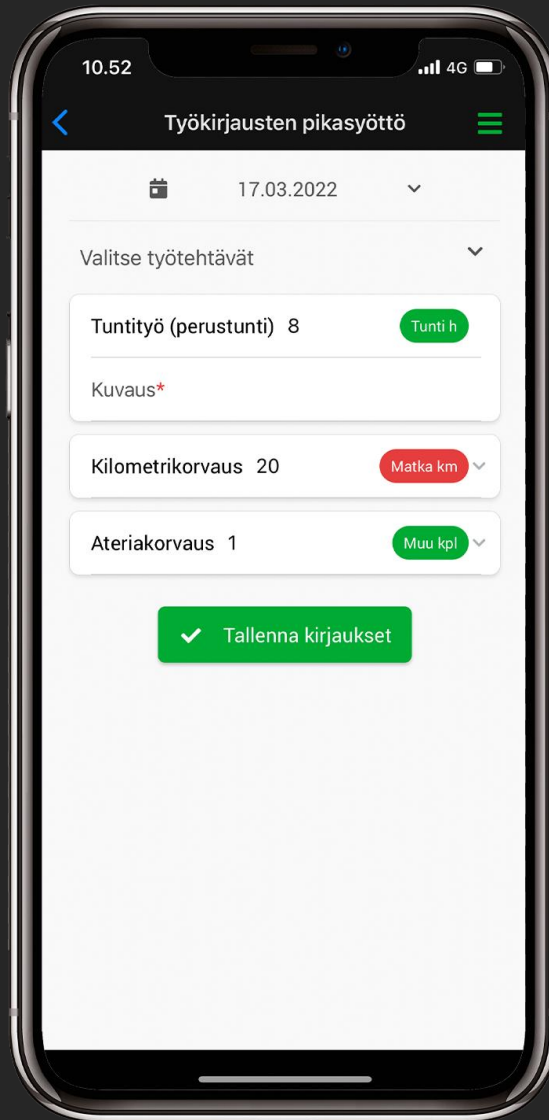 10.52 4G
Työkirjausten pikasyöttö
17.03.2022
Valitse työtehtävät
Tuntityö (perustunti) 8 Tunti h
Kuvaus*
Kilometrikorvaus 20 Matka km
Ateriakorvaus 1 Muu kpl
Tallenna kirjaukset